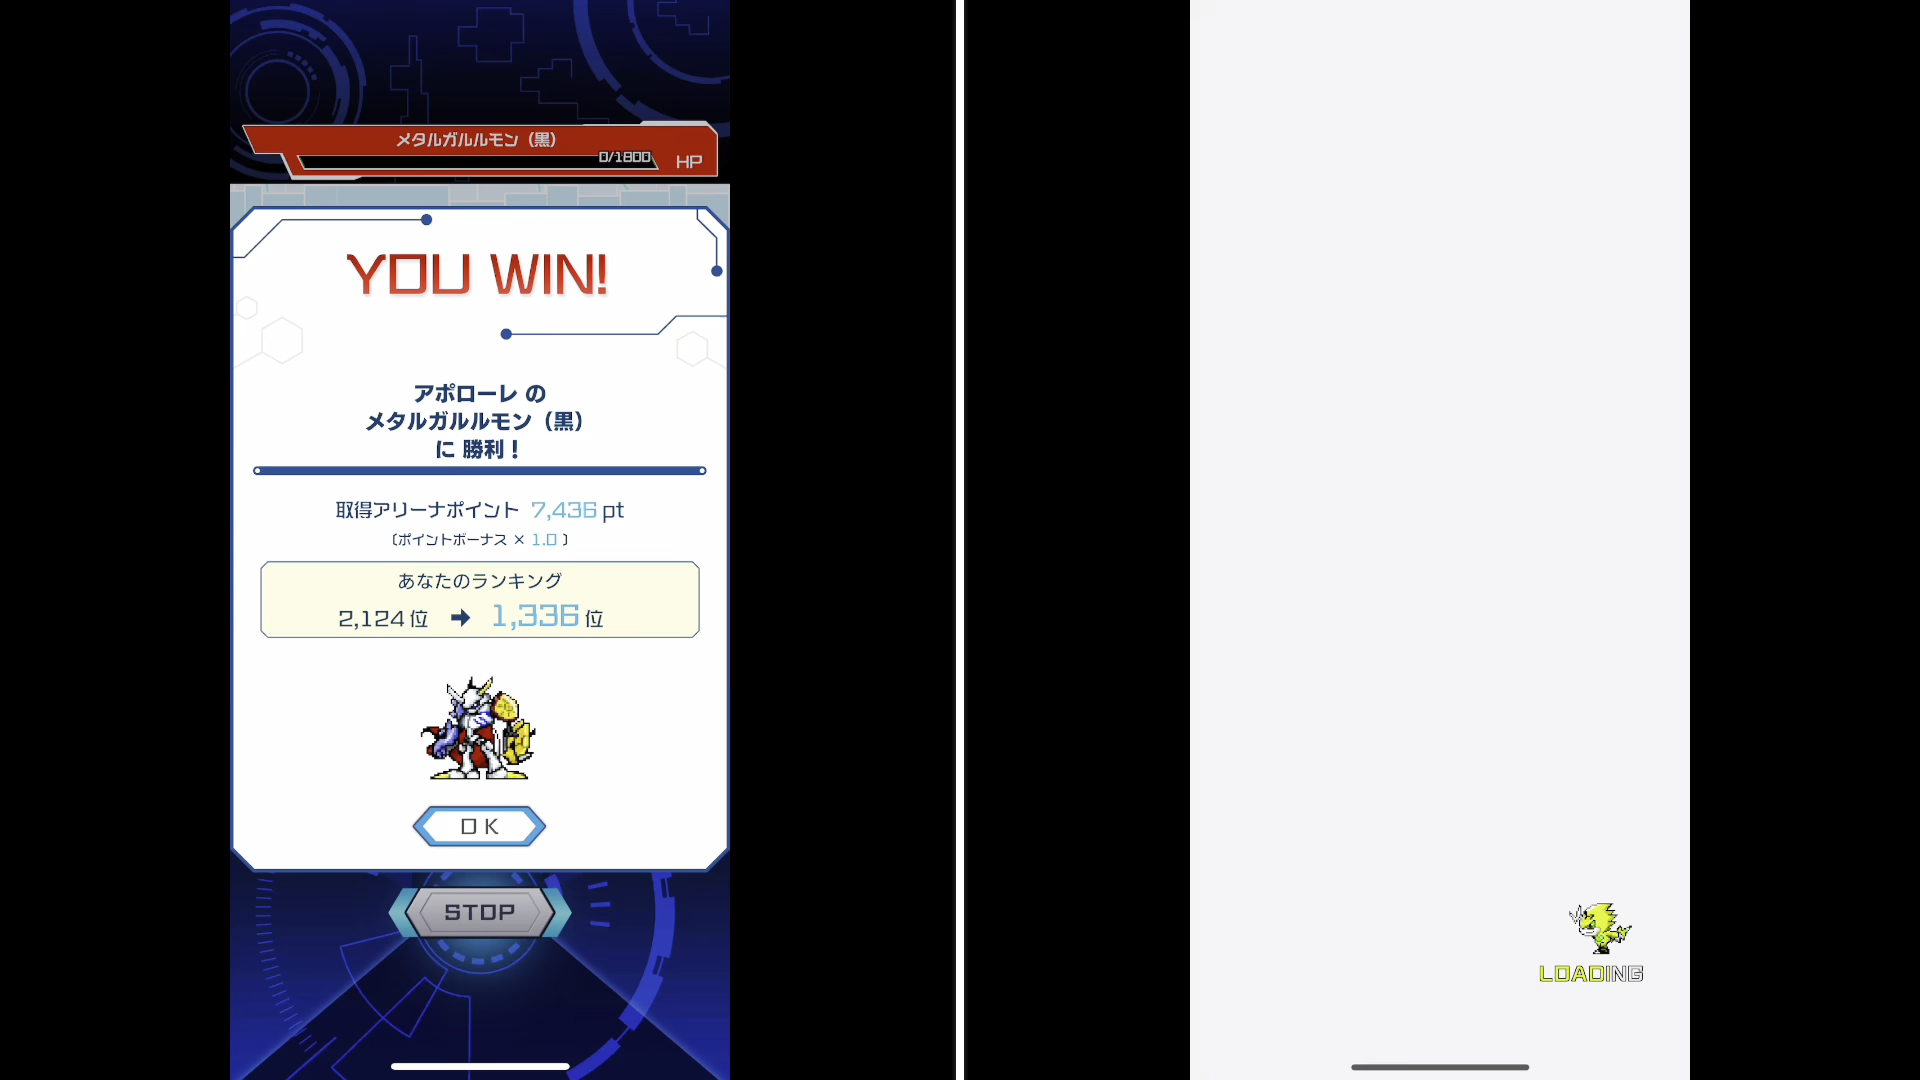 メタルガルルモン（黒）
0/1800
HP
YOU WIN!
アポローレ の
メタルガルルモン（黒）
に 勝利！
取得アリーナポイント 7,436 pt
（ポイントボーナス × 1.0 ）
あなたのランキング
2,124 位 → 1,336 位
OK
STOP
LOADING